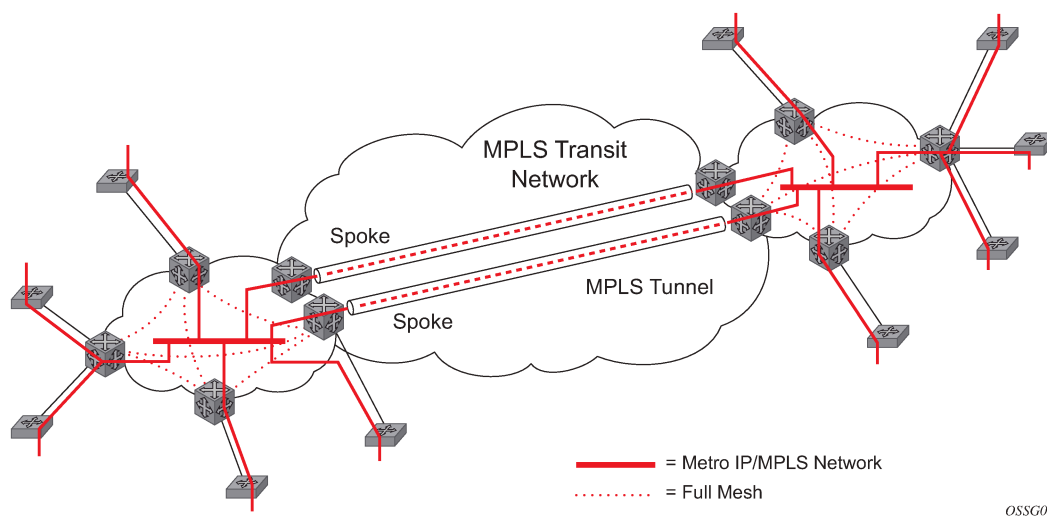 MPLS Transit
Network
Spoke
MPLS Tunnel
Spoke
= Metro IP/MPLS Network
= Full Mesh
OSSG0